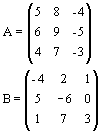 A = ( 5 8 -4
6 9 -5
4 7 -3 )
B = ( -4 2 1
5 −6 0
1 7 3 )